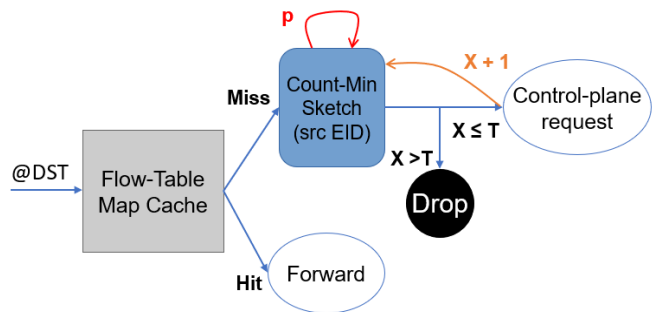 p
X + 1
Count-Min
Sketch
(src EID)
Miss
Control-plane
request
X ≤ T
X >T
@DST
Flow-Table
Map Cache
Drop
Forward
Hit